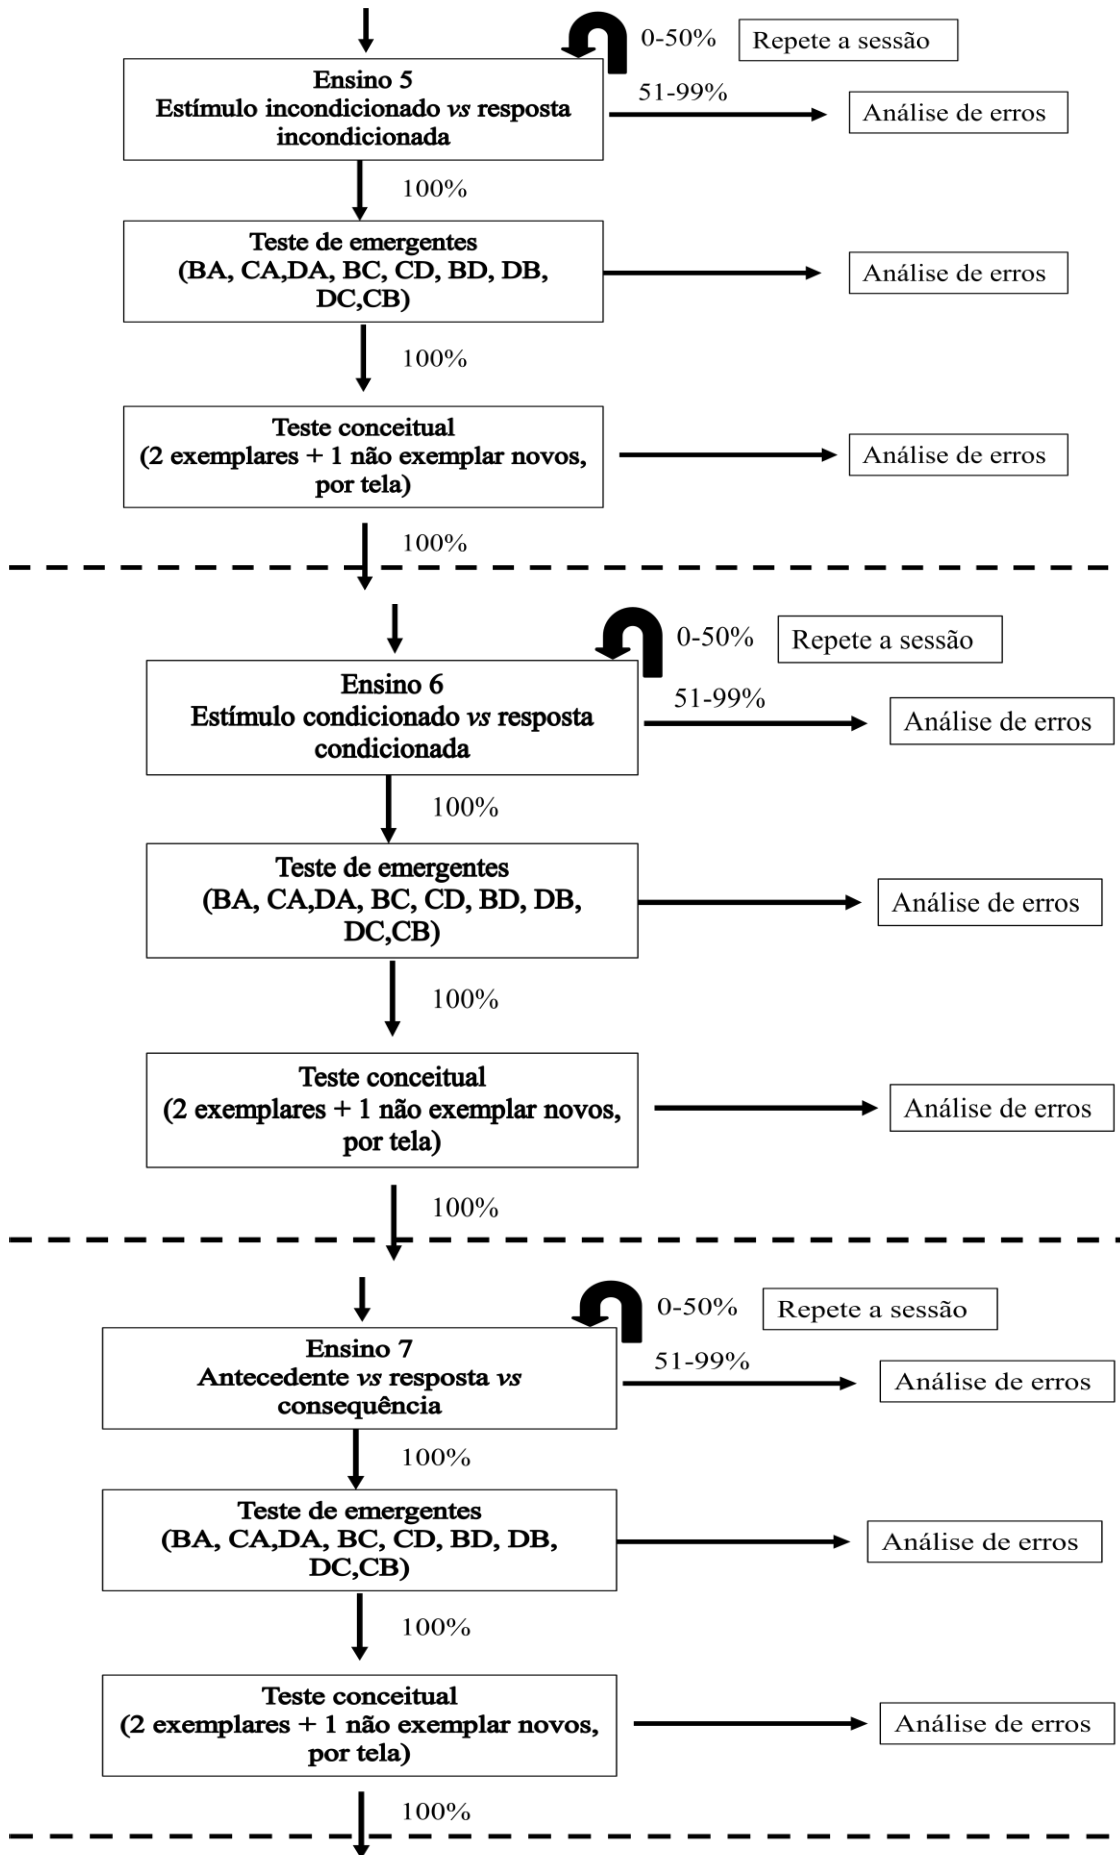 0-50%
Repete a sessão
Ensino 5
Estímulo incondicionado vs resposta
incondicionada
51-99%
Análise de erros
100%
Teste de emergentes
(BA, CA,DA, BC, CD, BD, DB,
DC,CB)
Análise de erros
100%
Teste conceitual
(2 exemplares + 1 não exemplar novos,
por tela)
Análise de erros
100%
0-50%
Repete a sessão
Ensino 6
Estímulo condicionado vs resposta
condicionada
51-99%
Análise de erros
100%
Teste de emergentes
(BA, CA,DA, BC, CD, BD, DB,
DC,CB)
Análise de erros
100%
Teste conceitual
(2 exemplares + 1 não exemplar novos,
por tela)
Análise de erros
100%
0-50%
Repete a sessão
Ensino 7
Antecedente vs resposta vs
consequência
51-99%
Análise de erros
100%
Teste de emergentes
(BA, CA,DA, BC, CD, BD, DB,
DC,CB)
Análise de erros
100%
Teste conceitual
(2 exemplares + 1 não exemplar novos,
por tela)
Análise de erros
100%